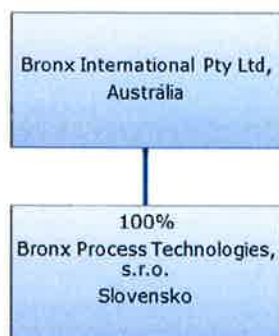 Bronx International Pty Ltd,
Austrália
100%
Bronx Process Technologies,
s.r.o.
Slovensko